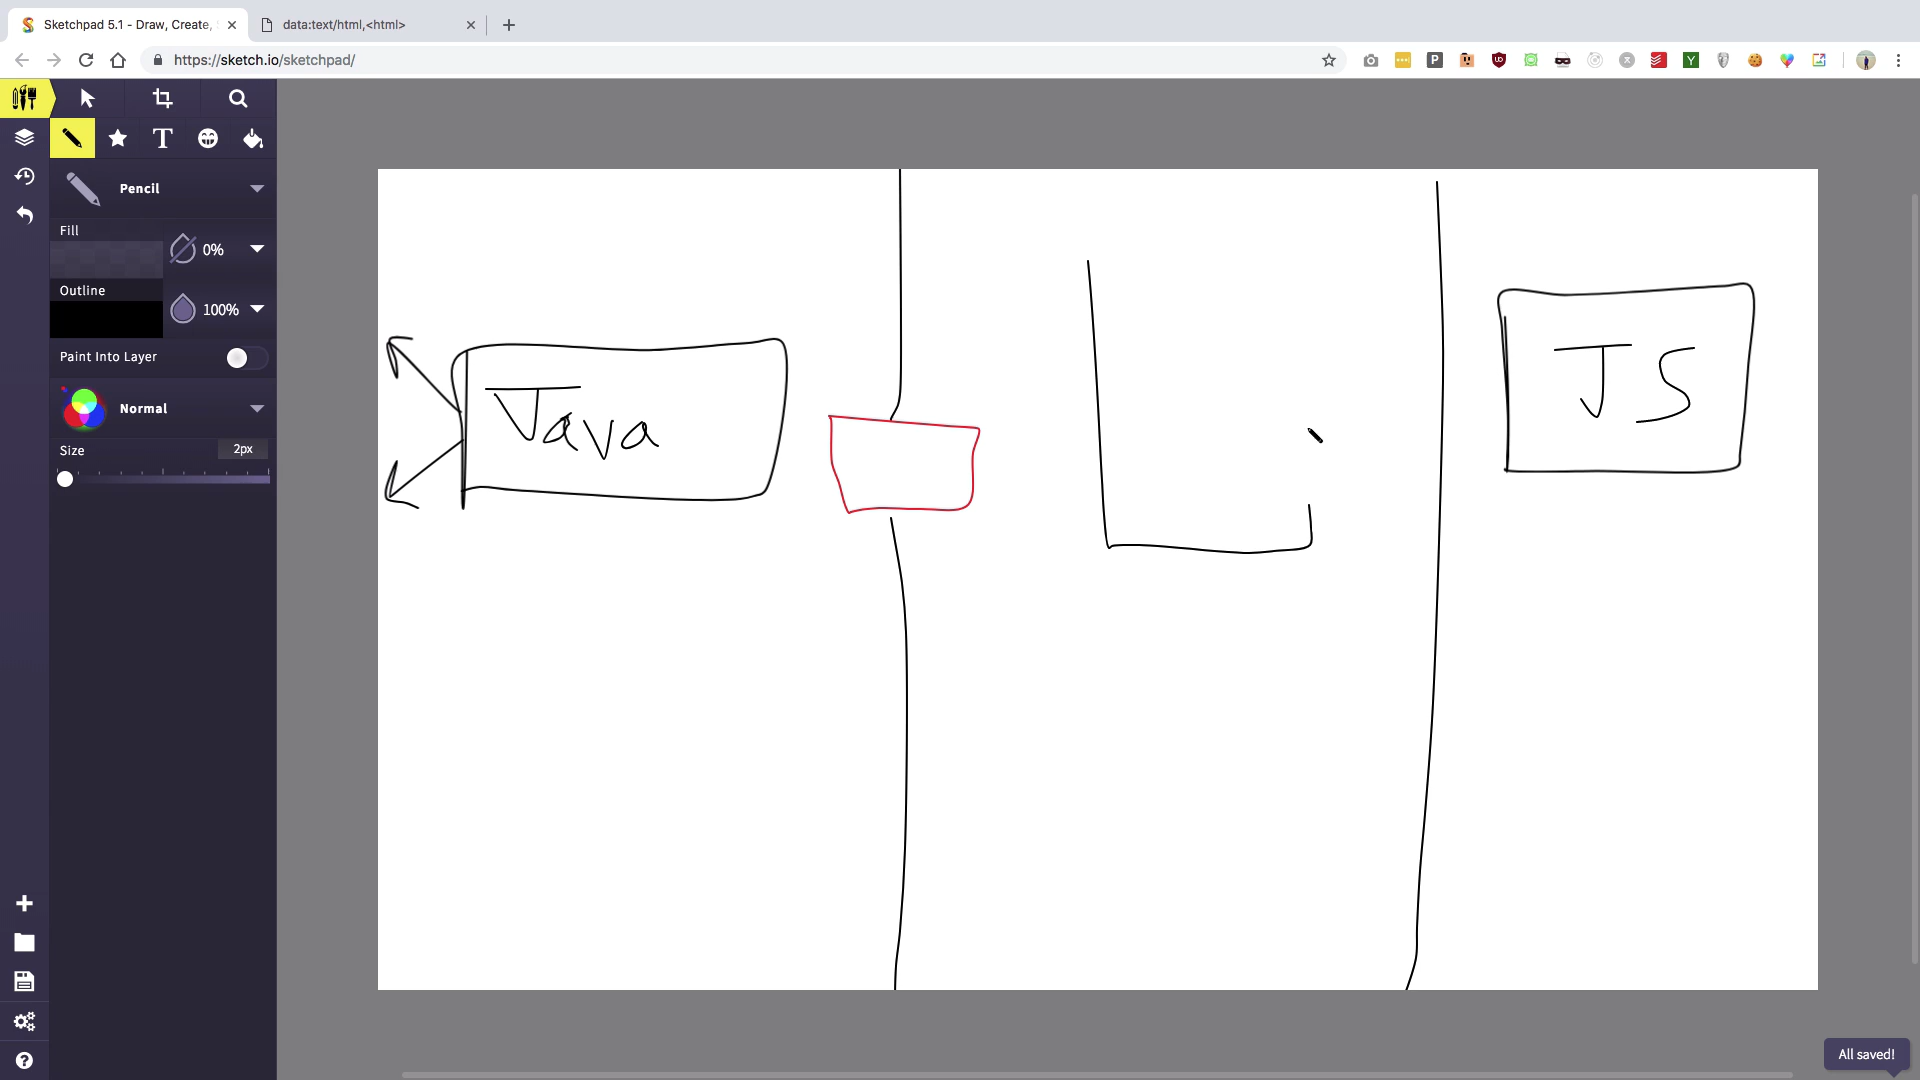 Sketchpad 5.1 - Draw, Create,
data:text/html,<html>
https://sketch.io/sketchpad/
Pencil
Fill
0%
Outline
100%
Paint Into Layer
Normal
Size
2px
Java
JS
All saved!